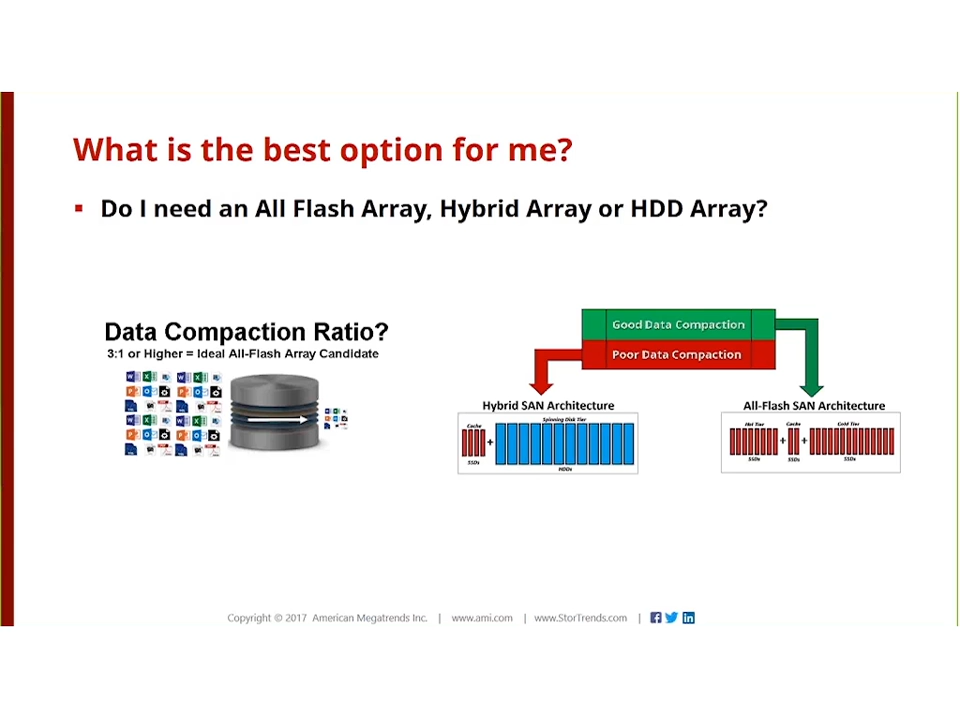 What is the best option for me?
▪ Do I need an All Flash Array, Hybrid Array or HDD Array?
Data Compaction Ratio?
3:1 or Higher = Ideal All-Flash Array Candidate
Good Data Compaction
Poor Data Compaction
Hybrid SAN Architecture
Cache
Spinning Disk Tier
+
SSDs
HDDs
All-Flash SAN Architecture
Hot Tier
Cache
Cold Tier
+ +
SSDs
SSDs
SSDs
Copyright © 2017 American Megatrends Inc. | www.ami.com | www.StorTrends.com |